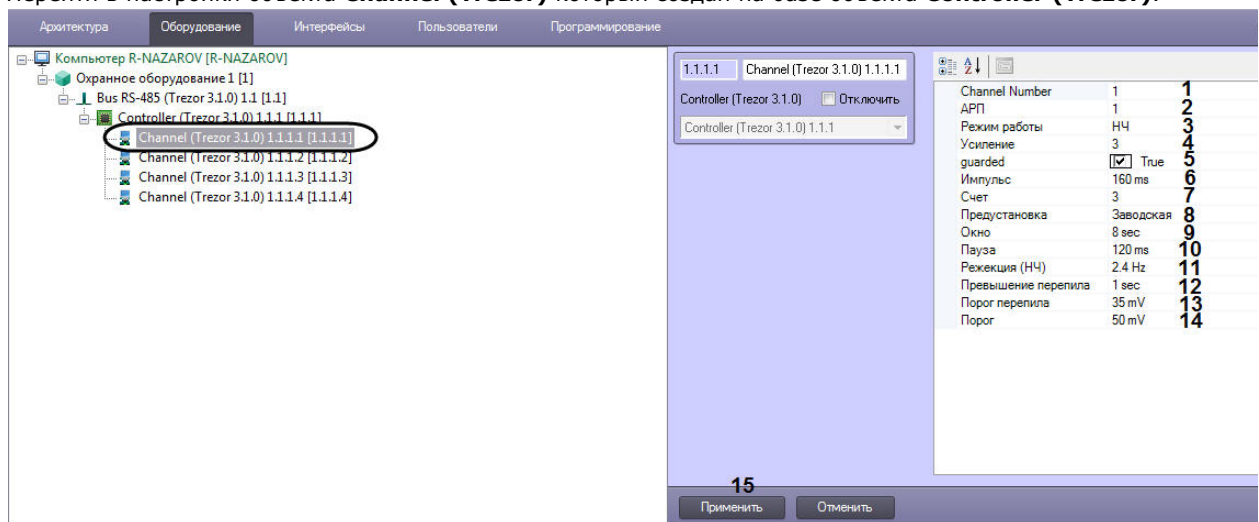 Перейти в настройки объекта Channel (Trezor) который создан на базе объекта Controller (Trezor).
Архитектура Оборудование Интерфейсы Пользователи Программирование
Компьютер R-NAZAROV [R-NAZAROV]
Охранное оборудование 1 [1]
Bus RS-485 (Trezor 3.1.0) 1.1 [1.1]
Controller (Trezor 3.1.0) 1.1.1 [1.1.1]
Channel (Trezor 3.1.0) 1.1.1.1 [1.1.1.1]
Channel (Trezor 3.1.0) 1.1.1.2 [1.1.1.2]
Channel (Trezor 3.1.0) 1.1.1.3 [1.1.1.3]
Channel (Trezor 3.1.0) 1.1.1.4 [1.1.1.4]
1.1.1.1 Channel (Trezor 3.1.0) 1.1.1.1
Controller (Trezor 3.1.0) Отключить
Controller (Trezor 3.1.0) 1.1.1
Channel Number 1 1
АРП 1 2
Режим работы НЧ 3
Усиление 3 4
guarded True 5
Импульс 160 ms 6
Счет 3 7
Предустановка Заводская 8
Окно 8 sec 9
Пауза 120 ms 10
Режекция (НЧ) 2.4 Hz 11
Превышение перепила 1 sec 12
Порог перепила 35 mV 13
Порог 50 mV 14
15
Применить Отменить